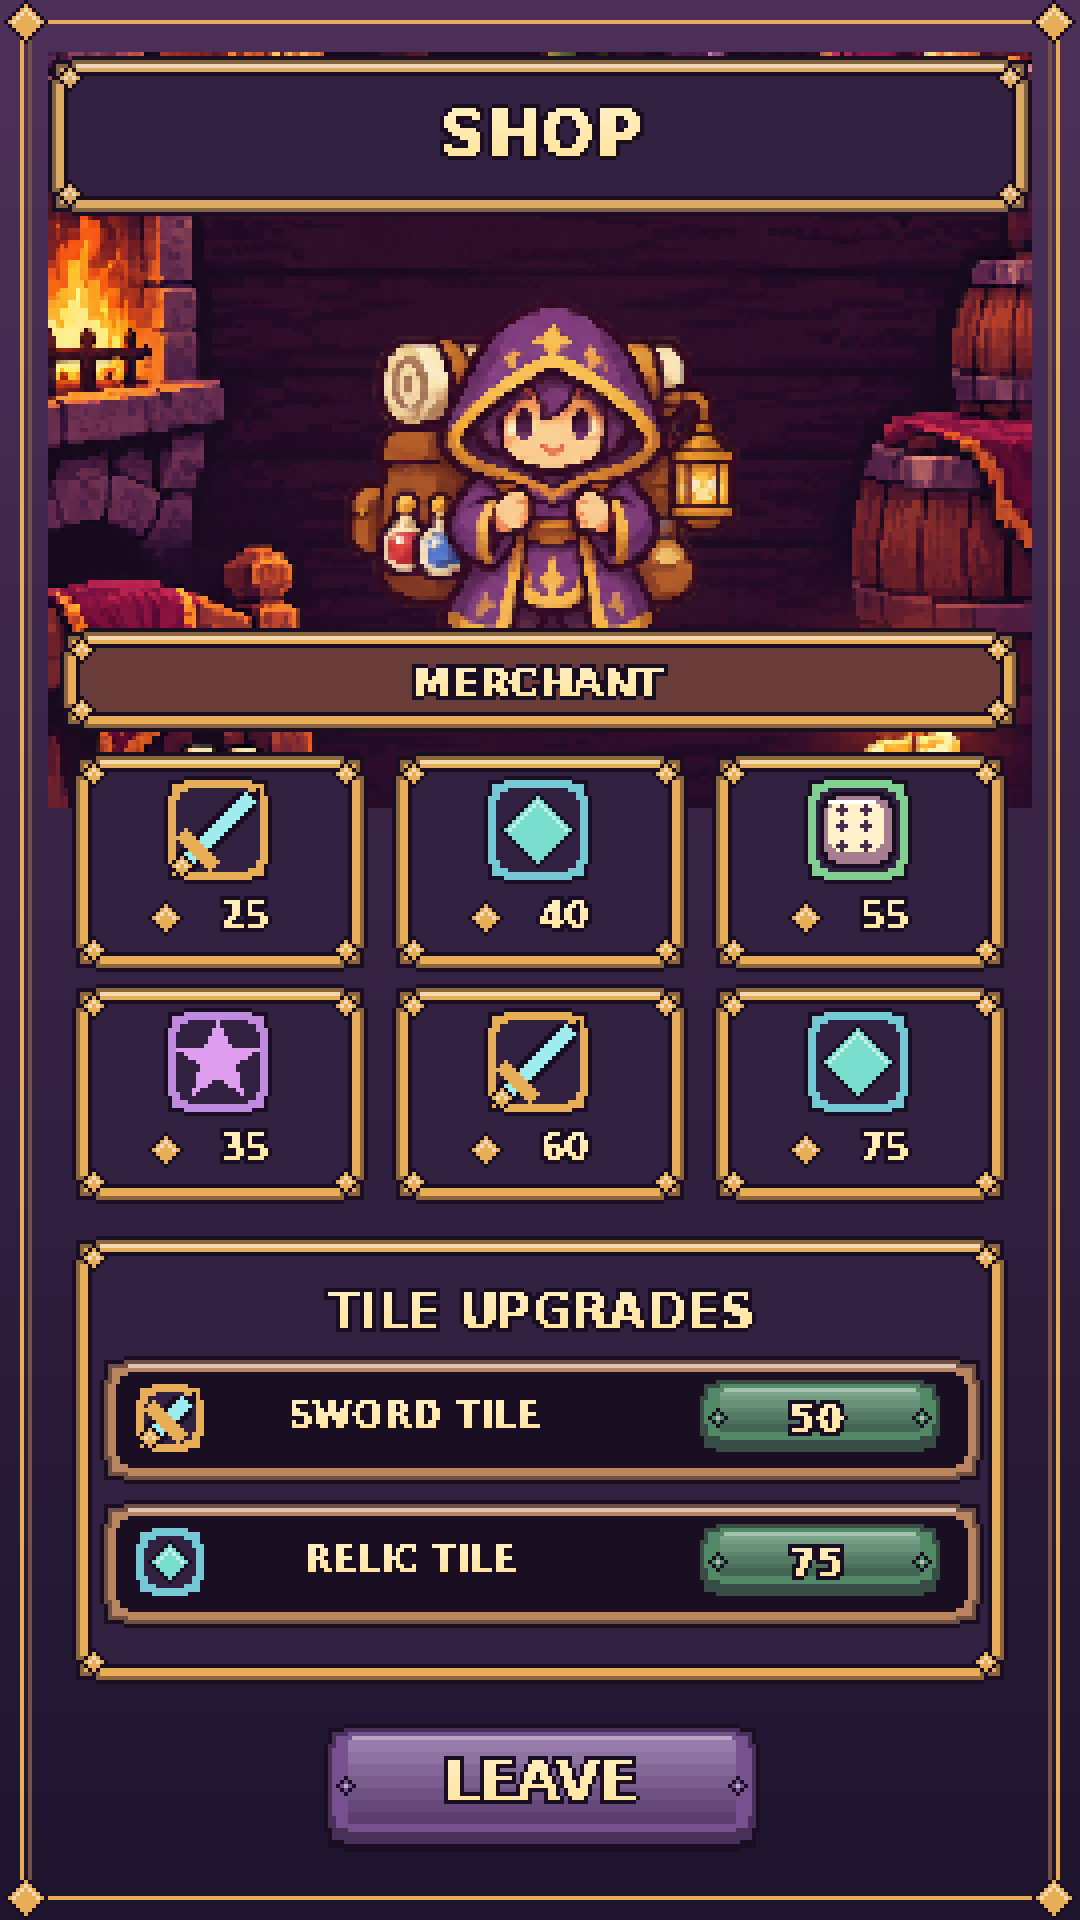 SHOP
MERCHANT
25 40 55
35 60 75
TILE UPGRADES
SWORD TILE 50
RELIC TILE 75
LEAVE